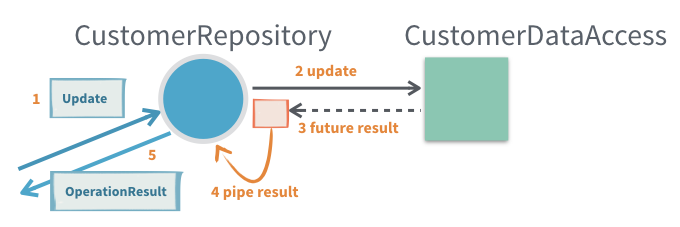 CustomerRepository
CustomerDataAccess
2 update
1
Update
3 future result
5
4 pipe result
OperationResult